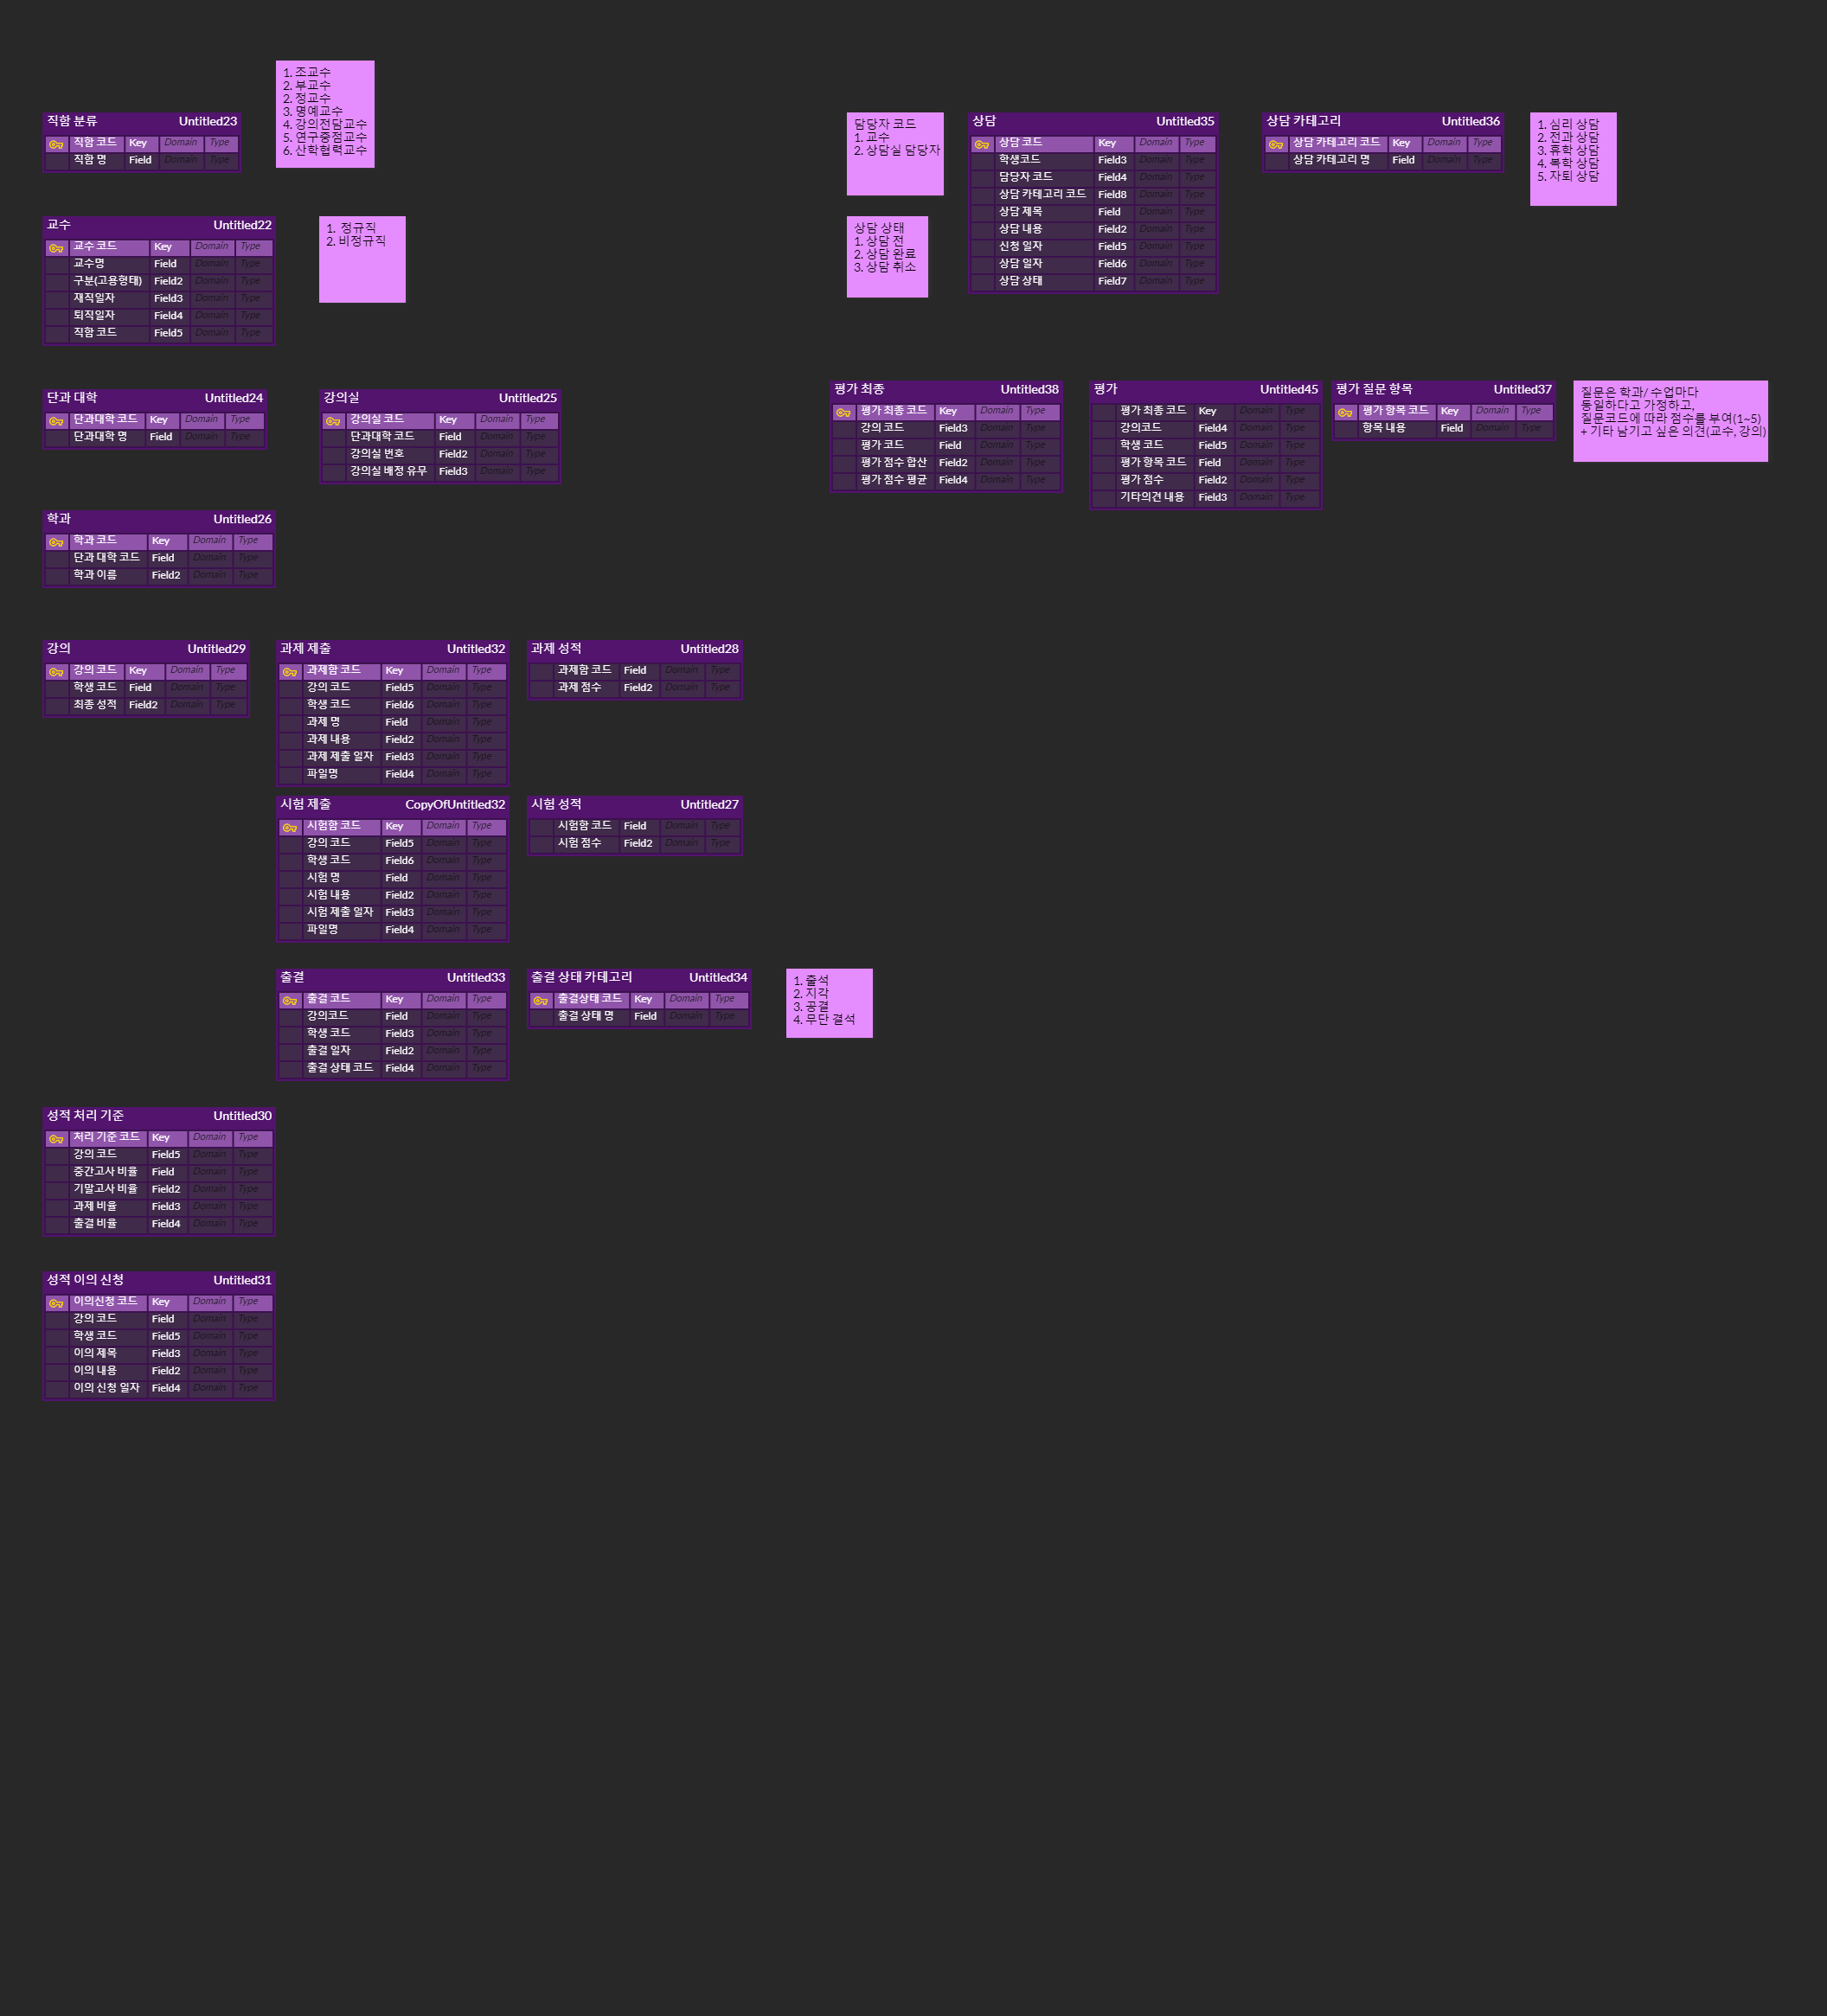 1. 조교수
2. 부교수
2. 정교수
3. 명예교수
4. 강의전담교수
5. 연구중점교수
6. 산학협력교수
직함 분류 Untitled23
직함 코드 Key Domain Type
직함 명 Field Domain Type
담당자 코드
1. 교수
2. 상담실 담당자
상담 Untitled35
상담 코드 Key Domain Type
학생코드 Field3 Domain Type
담당자 코드 Field4 Domain Type
상담 카테고리 코드 Field8 Domain Type
상담 제목 Field Domain Type
상담 내용 Field2 Domain Type
신청 일자 Field5 Domain Type
상담 일자 Field6 Domain Type
상담 상태 Field7 Domain Type
상담 카테고리 Untitled36
상담 카테고리 코드 Key Domain Type
상담 카테고리 명 Field Domain Type
1. 심리 상담
2. 전과 상담
3. 휴학 상담
4. 복학 상담
5. 자퇴 상담
교수 Untitled22
교수 코드 Key Domain Type
교수명 Field Domain Type
구분(고용형태) Field2 Domain Type
재직일자 Field3 Domain Type
퇴직일자 Field4 Domain Type
직함 코드 Field5 Domain Type
1. 정규직
2. 비정규직
상담 상태
1. 상담 전
2. 상담 완료
3. 상담 취소
단과 대학 Untitled24
단과대학 코드 Key Domain Type
단과대학 명 Field Domain Type
강의실 Untitled25
강의실 코드 Key Domain Type
단과대학 코드 Field Domain Type
강의실 번호 Field2 Domain Type
강의실 배정 유무 Field3 Domain Type
평가 최종 Untitled38
평가 최종 코드 Key Domain Type
강의 코드 Field3 Domain Type
평가 코드 Field Domain Type
평가 점수 합산 Field2 Domain Type
평가 점수 평균 Field4 Domain Type
평가 Untitled45
평가 최종 코드 Key Domain Type
강의코드 Field4 Domain Type
학생 코드 Field5 Domain Type
평가 항목 코드 Field Domain Type
평가 점수 Field2 Domain Type
기타의견 내용 Field3 Domain Type
평가 질문 항목 Untitled37
평가 항목 코드 Key Domain Type
항목 내용 Field Domain Type
질문은 학과/ 수업마다
동일하다고 가정하고,
질문코드에 따라 점수를 부여(1~5)
+ 기타 남기고 싶은 의견(교수, 강의)
학과 Untitled26
학과 코드 Key Domain Type
단과 대학 코드 Field Domain Type
학과 이름 Field2 Domain Type
강의 Untitled29
강의 코드 Key Domain Type
학생 코드 Field Domain Type
최종 성적 Field2 Domain Type
과제 제출 Untitled32
과제함 코드 Key Domain Type
강의 코드 Field5 Domain Type
학생 코드 Field6 Domain Type
과제 명 Field Domain Type
과제 내용 Field2 Domain Type
과제 제출 일자 Field3 Domain Type
파일명 Field4 Domain Type
과제 성적 Untitled28
과제함 코드 Field Domain Type
과제 점수 Field2 Domain Type
시험 제출 CopyOfUntitled32
시험함 코드 Key Domain Type
강의 코드 Field5 Domain Type
학생 코드 Field6 Domain Type
시험 명 Field Domain Type
시험 내용 Field2 Domain Type
시험 제출 일자 Field3 Domain Type
파일명 Field4 Domain Type
시험 성적 Untitled27
시험함 코드 Field Domain Type
시험 점수 Field2 Domain Type
출결 Untitled33
출결 코드 Key Domain Type
강의코드 Field Domain Type
학생 코드 Field3 Domain Type
출결 일자 Field2 Domain Type
출결 상태 코드 Field4 Domain Type
출결 상태 카테고리 Untitled34
출결상태 코드 Key Domain Type
출결 상태 명 Field Domain Type
1. 출석
2. 지각
3. 공결
4. 무단 결석
성적 처리 기준 Untitled30
처리 기준 코드 Key Domain Type
강의 코드 Field5 Domain Type
중간고사 비율 Field Domain Type
기말고사 비율 Field2 Domain Type
과제 비율 Field3 Domain Type
출결 비율 Field4 Domain Type
성적 이의 신청 Untitled31
이의신청 코드 Key Domain Type
강의 코드 Field Domain Type
학생 코드 Field5 Domain Type
이의 제목 Field3 Domain Type
이의 내용 Field2 Domain Type
이의 신청 일자 Field4 Domain Type